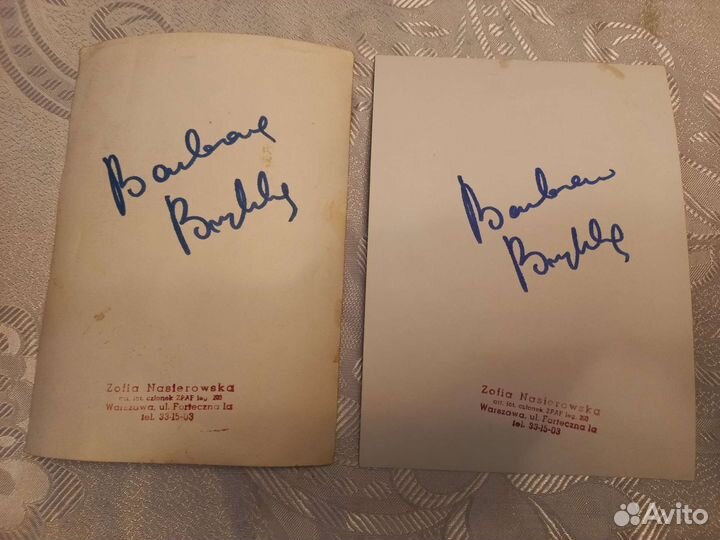 Barbara
Brylska
Zofia Nasierowska
art. fot. członek ZPAF leg. 203
Warszawa, ul. Forteczna 1a
tel. 33-15-03
Barbara
Brylska
Zofia Nasierowska
art. fot. członek ZPAF leg. 203
Warszawa, ul. Forteczna 1a
tel. 33-15-03
Avito